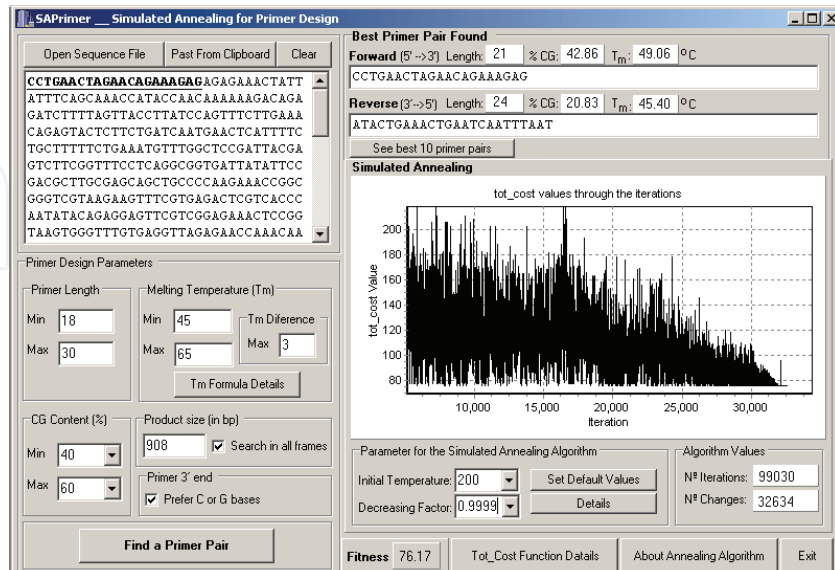 SAPrimer __ Simulated Annealing for Primer Design
Open Sequence File Past From Clipboard Clear
CCTGAACTAGAACAGAAAGAGAGAGAAACTATT
ATTTCAGCAAACCATACCAACAAAAAAGACAGA
GATCTTTTAGTTACCTTATCCAGTTTCTTGAAA
CAGAGTACTCTTCTGATCAATGAACTCATTTTC
TGCTTTTTCTGAAATGTTTGGCTCCGATTACGA
GTCTTCGGTTTCCTCAGGCGGTGATTATATTCC
GACGCTTGCGAGCAGCTGCCCCAAGAAACCGGC
GGGTCGTAAGAAGTTTCGTGAGACTCGTCACCC
AATATACAGAGGAGTTCGTCGGAGAAACTCCGG
TAAGTGGGTTTGTGAGGTTAGAGAACCAAACAA
Primer Design Parameters
Primer Length
Min 18
Max 30
Melting Temperature (Tm)
Min 45
Max 65
Tm Diference
Max 3
Tm Formula Details
CG Content (%)
Min 40
Max 60
Product size (in bp)
908 Search in all frames
Primer 3´ end
Prefer C or G bases
Find a Primer Pair
Best Primer Pair Found
Forward (5' -->3') Length: 21 % CG: 42.86 Tm: 49.06 ºC
CCTGAACTAGAACAGAAAGAG
Reverse (3'-->5') Length: 24 % CG: 20.83 Tm: 45.40 ºC
ATACTGAAACTGAATCAATTTAAT
See best 10 primer pairs
Simulated Annealing
tot_cost values through the iterations
tot_cost Value
200
180
160
140
120
100
80
10,000 15,000 20,000 25,000 30,000
Iteration
Parameter for the Simulated Annealing Algorithm
Initial Temperature: 200 Set Default Values
Decreasing Factor: 0.9999 Details
Algorithm Values
Nº Iterations: 99030
Nº Changes: 32634
Fitness 76.17 Tot_Cost Function Datails About Annealing Algorithm Exit